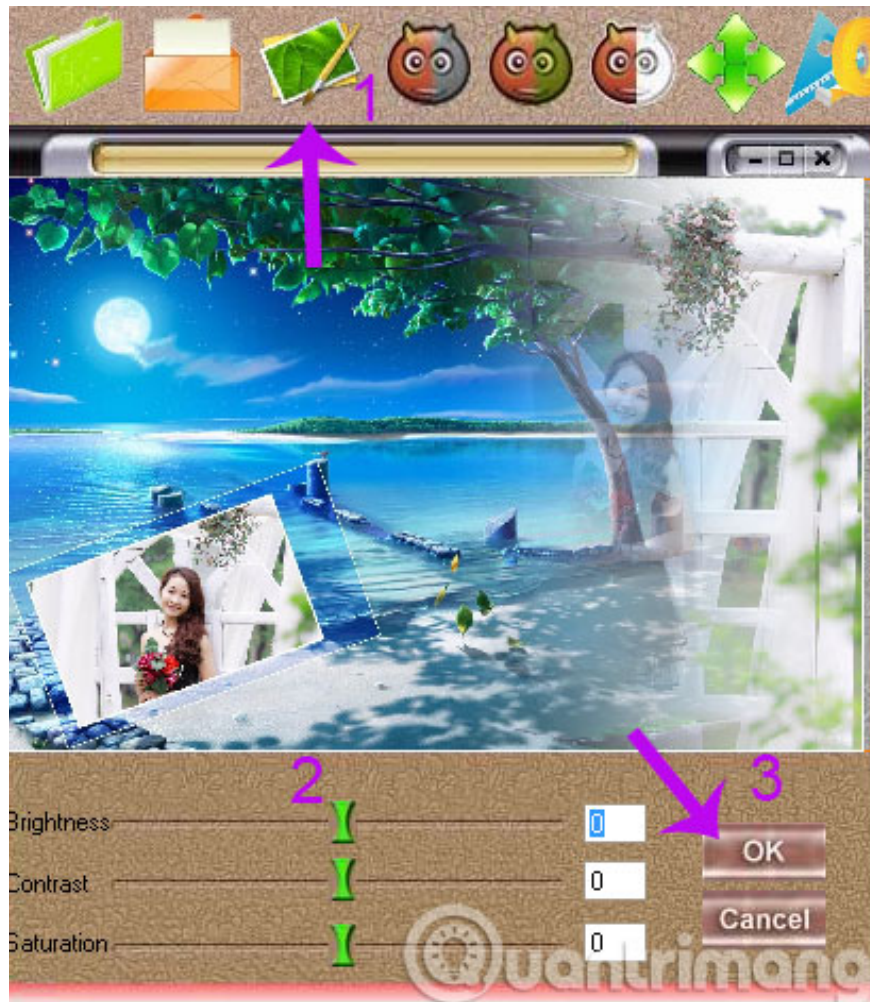 1
2
3
Brightness
0
OK
Contrast
0
Cancel
Saturation
0
Quantrimang